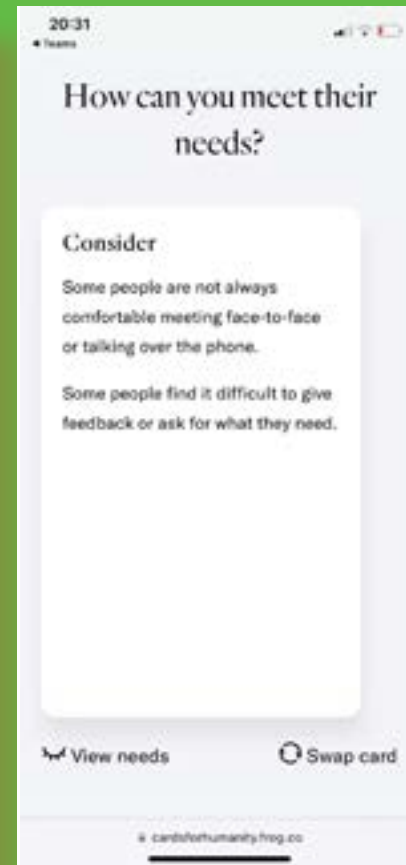 20:31
Teams
How can you meet their
needs?
Consider
Some people are not always
comfortable meeting face-to-face
or talking over the phone.
Some people find it difficult to give
feedback or ask for what they need.
View needs
Swap card
cardsforhumanity.frog.co